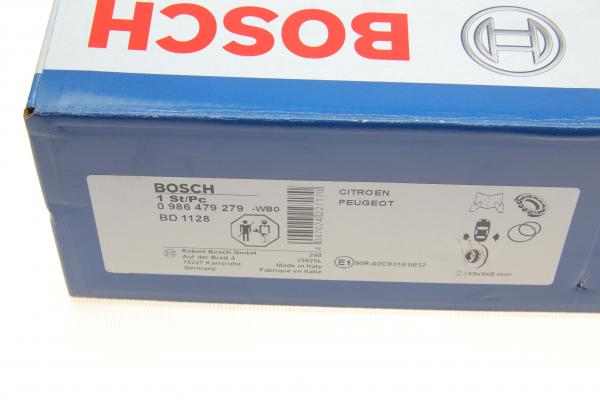 BOSCH
BOSCH
1 St/Pc
0 986 479 279 -WB0
BD 1128
Robert Bosch GmbH
Auf der Breit 4
76227 Karlsruhe
Germany
240
25025L
Made in Italy
Fabriqué en Italie
CITROEN
PEUGEOT
E1 90R-02C0310/0032
249x9x8 mm